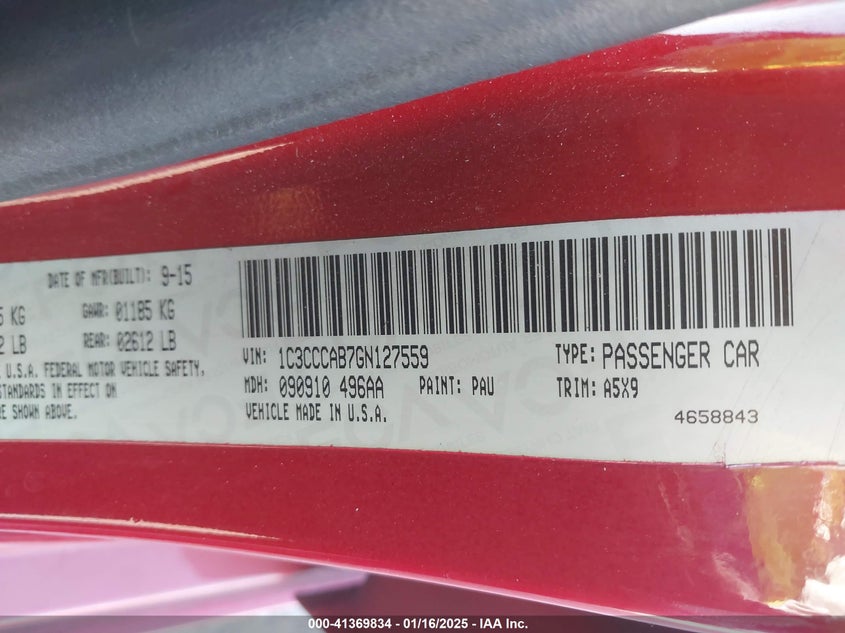 DATE OF MFR(BUILT): 9-15
KG GAWR: 01185 KG
LB REAR: 02612 LB
U.S.A. FEDERAL MOTOR VEHICLE SAFETY
STANDARDS IN EFFECT ON
SHOWN ABOVE.
VIN: 1C3CCCAB7GN127559 TYPE: PASSENGER CAR
MDH: 090910 496AA PAINT: PAU TRIM: A5X9
VEHICLE MADE IN U.S.A.
4658843
000-41369834 - 01/16/2025 - IAA Inc.